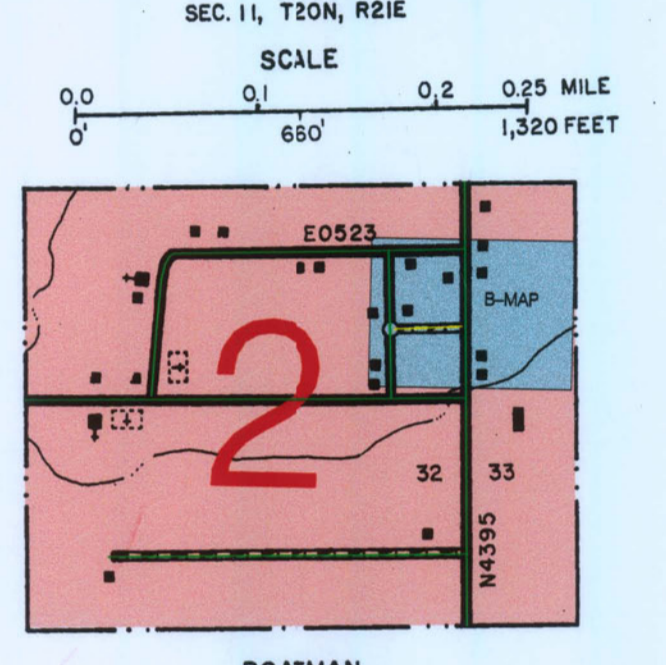 SEC. 11, T20N, R21E
SCALE
0.0 0.1 0.2 0.25 MILE
0' 660' 1,320 FEET
E0523
B-MAP
2
32 33
N4395